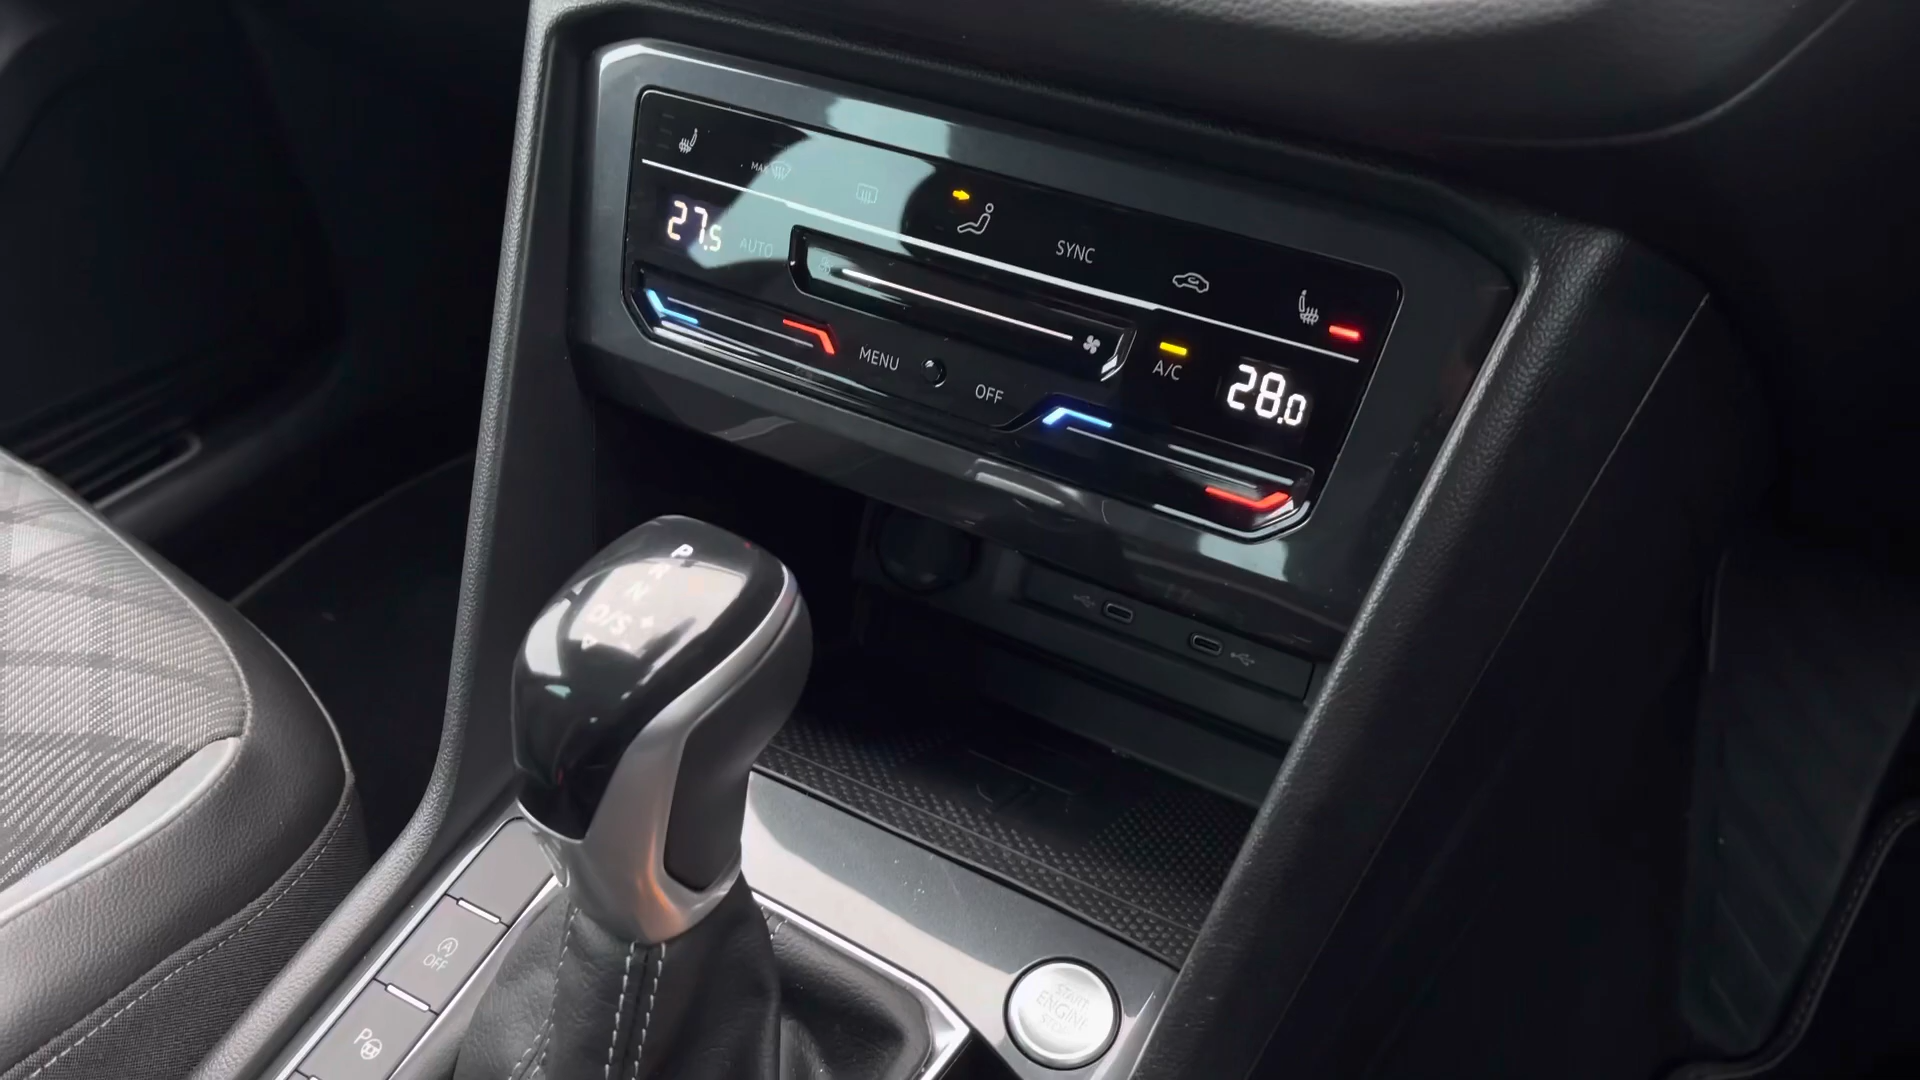 MAX
27.5
AUTO
SYNC
MENU
OFF
A/C
28.0
P
R
N
D/S
+
A
OFF
P
START
ENGINE
STOP